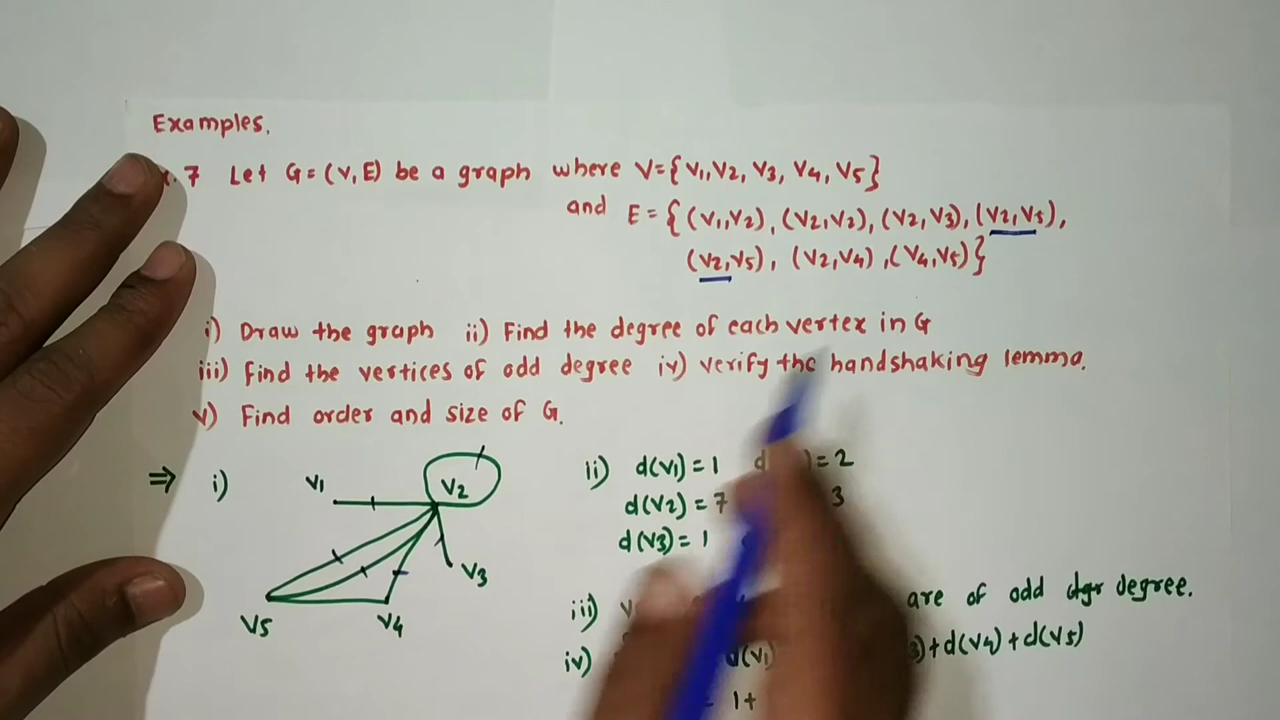 Examples.
7 Let G=(V,E) be a graph where V={V1,V2, V3, V4, V5}
and E={(V1,V2), (V2,V2), (V2,V3), (V2,V5),
(V2,V5), (V2,V4), (V4,V5)}
i) Draw the graph ii) Find the degree of each vertex in G
iii) Find the vertices of odd degree iv) verify the handshaking lemma.
v) Find order and size of G.
⇒ i)
V1
V2
V3
V5
V4
ii) d(V1)=1 d )=2
d(V2)=7 3
d(V3)=1
iii) V are of odd degree.
iv) d(V1) 3)+d(V4)+d(V5)
1+